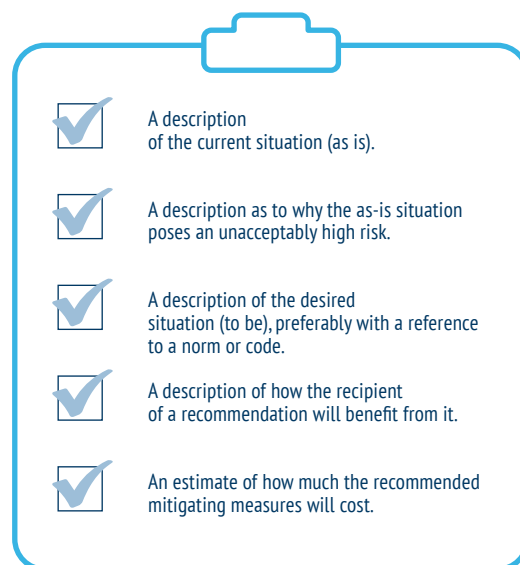 A description
of the current situation (as is).
A description as to why the as-is situation
poses an unacceptably high risk.
A description of the desired
situation (to be), preferably with a reference
to a norm or code.
A description of how the recipient
of a recommendation will benefit from it.
An estimate of how much the recommended
mitigating measures will cost.